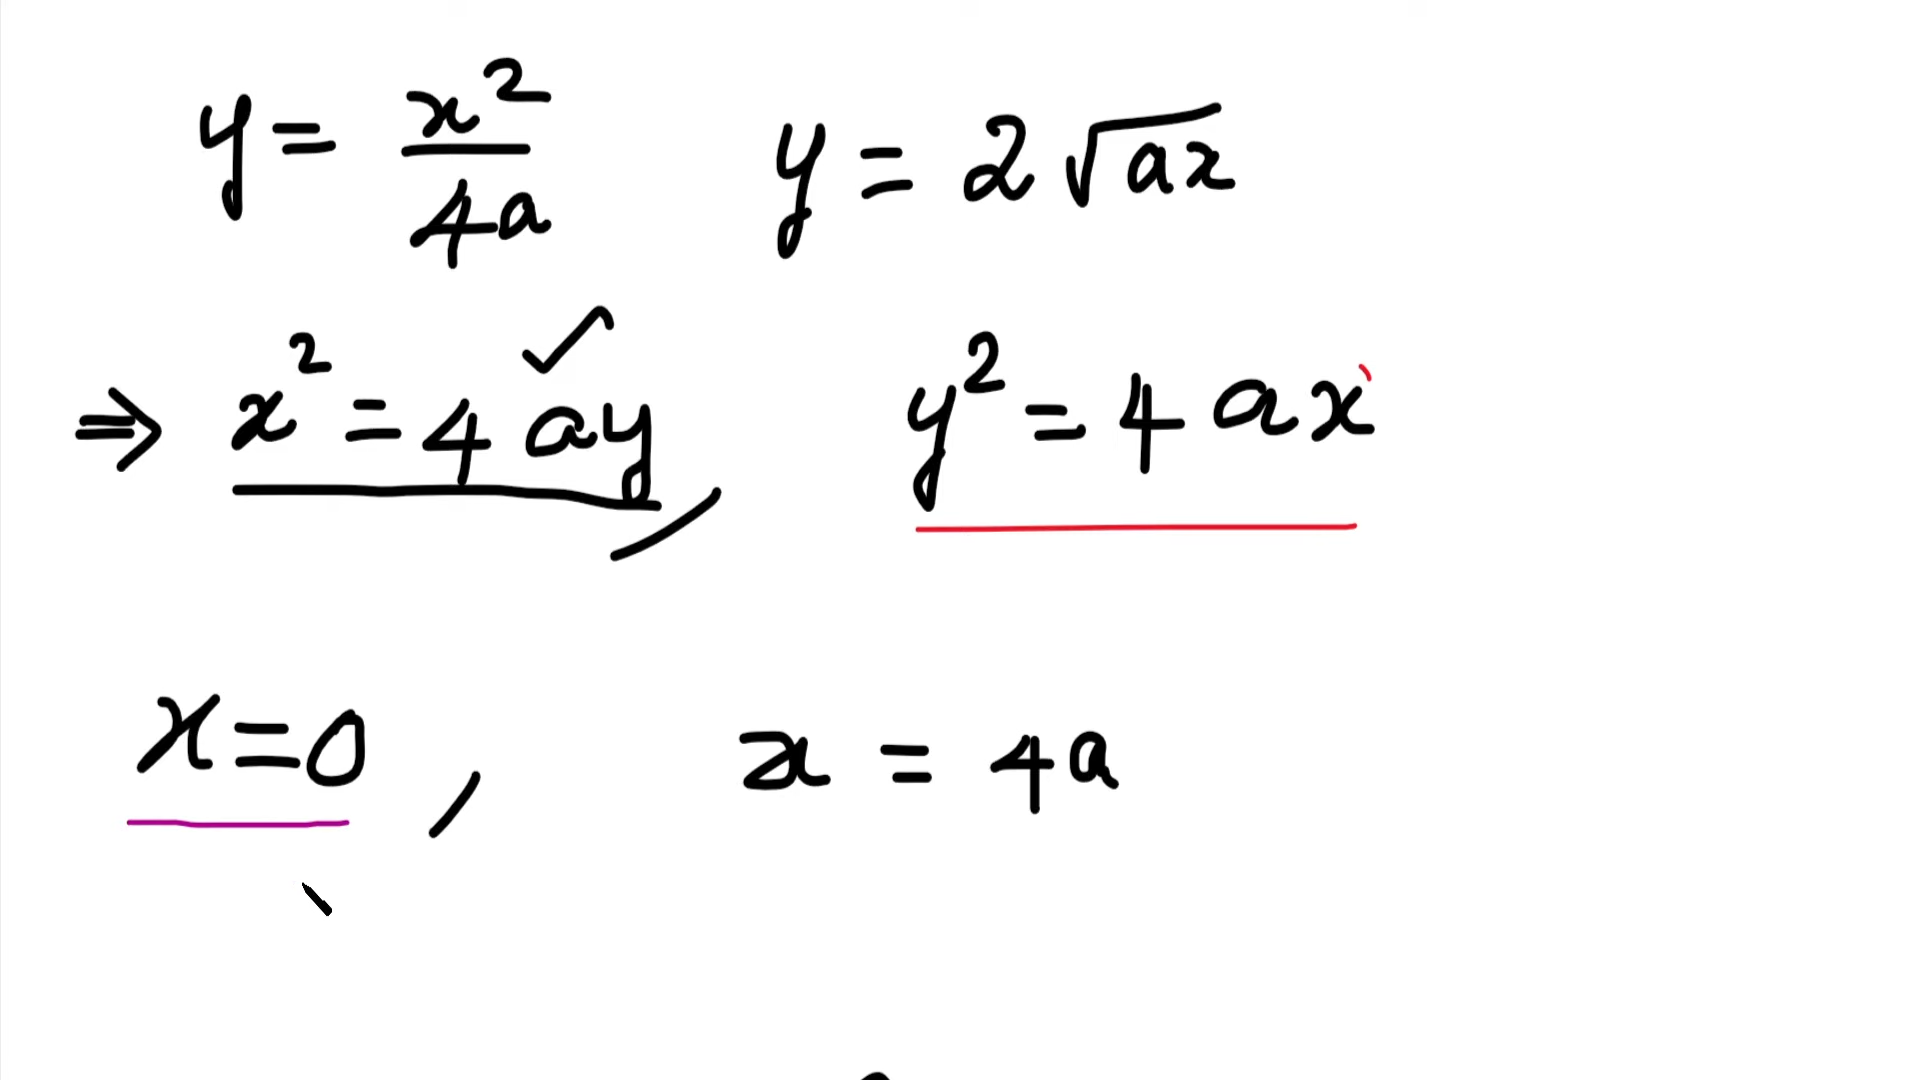 y = x²/4a y = 2√ax
⇒ x² = 4ay, y² = 4ax
x = 0, x = 4a